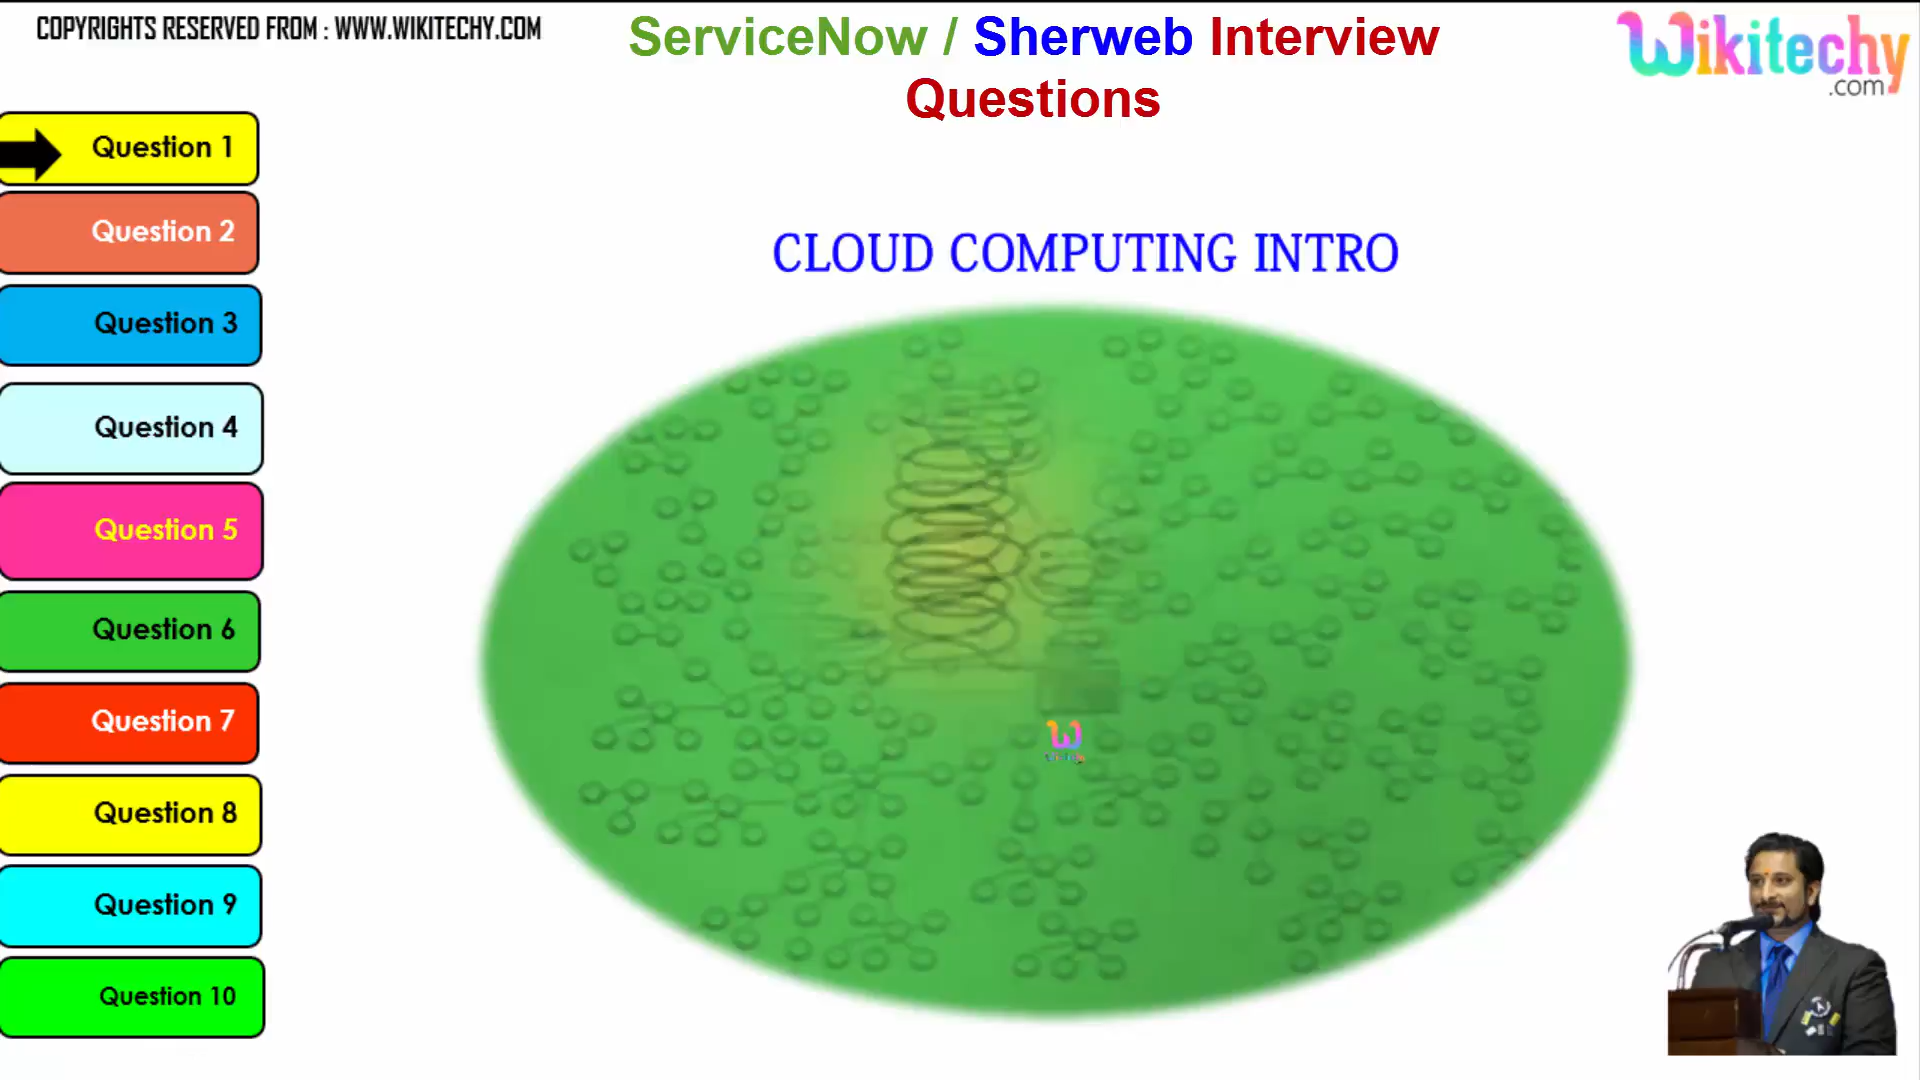 COPYRIGHTS RESERVED FROM : WWW.WIKITECHY.COM
ServiceNow / Sherweb Interview
Questions
Wikitechy
.com
Question 1
Question 2
Question 3
Question 4
Question 5
Question 6
Question 7
Question 8
Question 9
Question 10
CLOUD COMPUTING INTRO
W